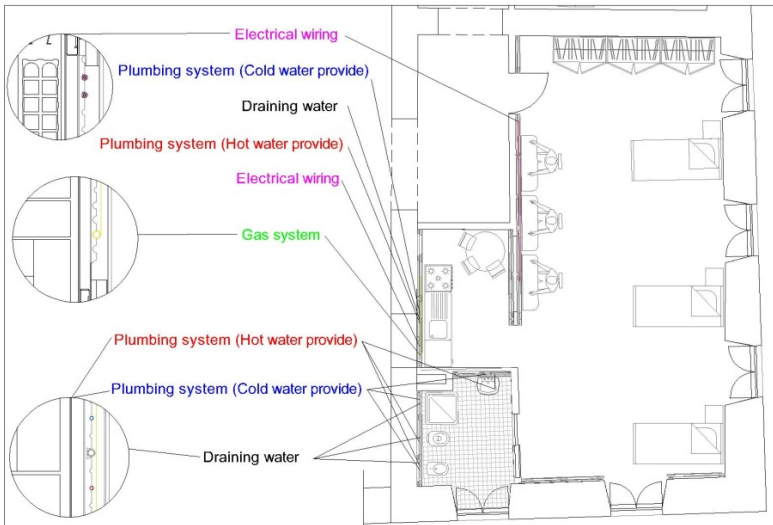 Electrical wiring
Plumbing system (Cold water provide)
Draining water
Plumbing system (Hot water provide)
Electrical wiring
Gas system
Plumbing system (Hot water provide)
Plumbing system (Cold water provide)
Draining water